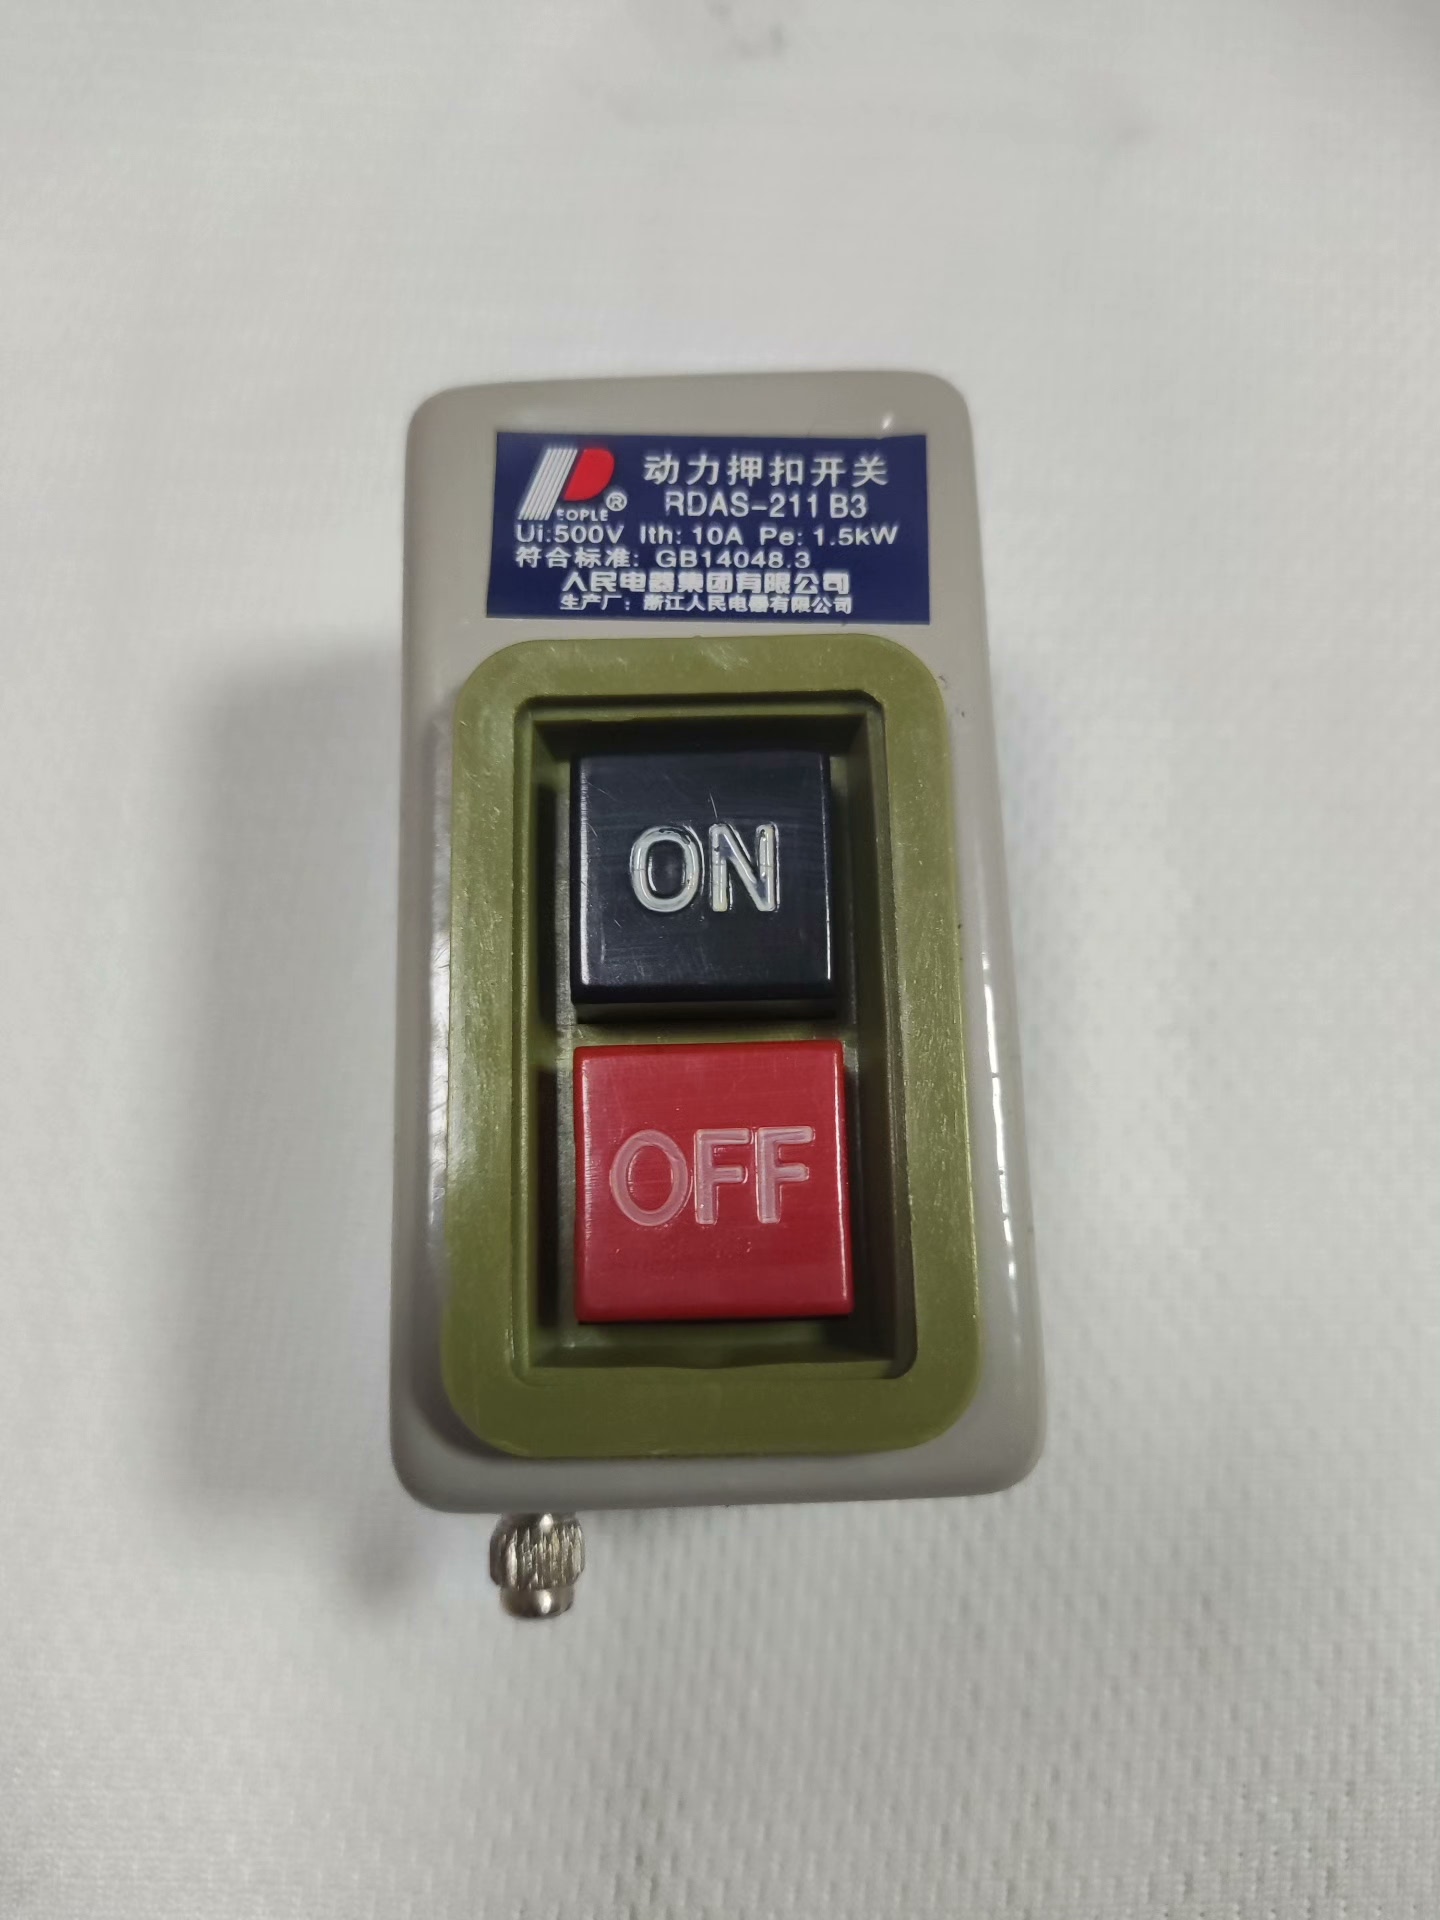 动力押扣开关
PEOPLE® RDAS-211 B3
Ui:500V Ith: 10A Pe: 1.5kW
符合标准: GB14048.3
人民电器集团有限公司
生产厂: 浙江人民电器有限公司
ON
OFF